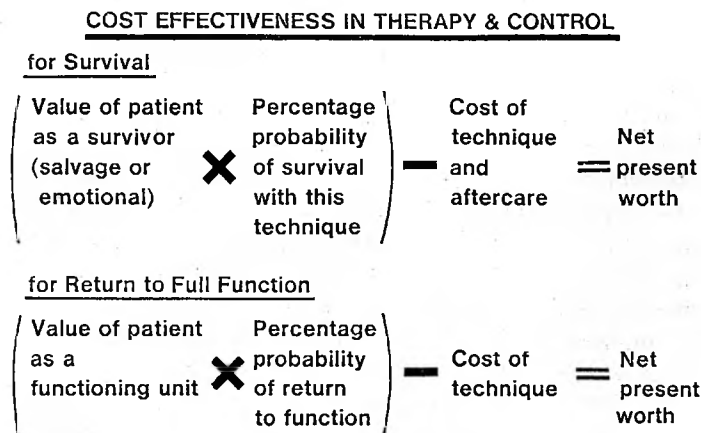 COST EFFECTIVENESS IN THERAPY & CONTROL
for Survival
Value of patient
as a survivor
(salvage or
emotional)
×
Percentage
probability
of survival
with this
technique
−
Cost of
technique
and
aftercare
=
Net
present
worth
for Return to Full Function
Value of patient
as a
functioning unit
×
Percentage
probability
of return
to function
−
Cost of
technique
=
Net
present
worth